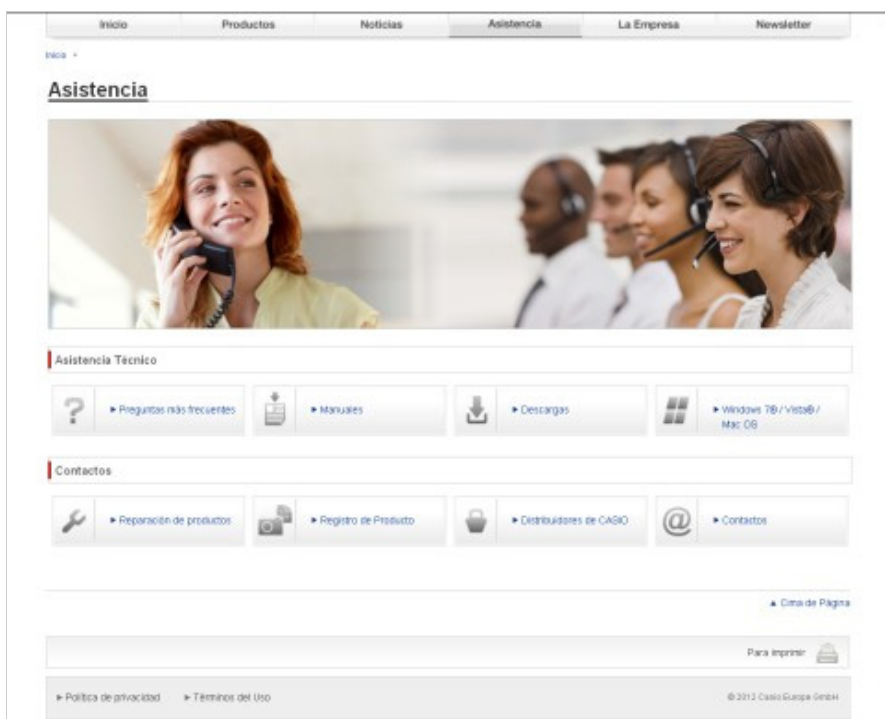 Inicio Productos Noticias Asistencia La Empresa Newsletter
Inicio
Asistencia
Asistencia Técnico
Preguntas más frecuentes Manuales Descargas Windows 7® / Vista® /
Mac OS
Contactos
Reparación de productos Registro de Producto Distribuidores de CASIO @ Contactos
Cima de Página
Para imprimir
Política de privacidad Términos del Uso © 2012 Casio Europe GmbH